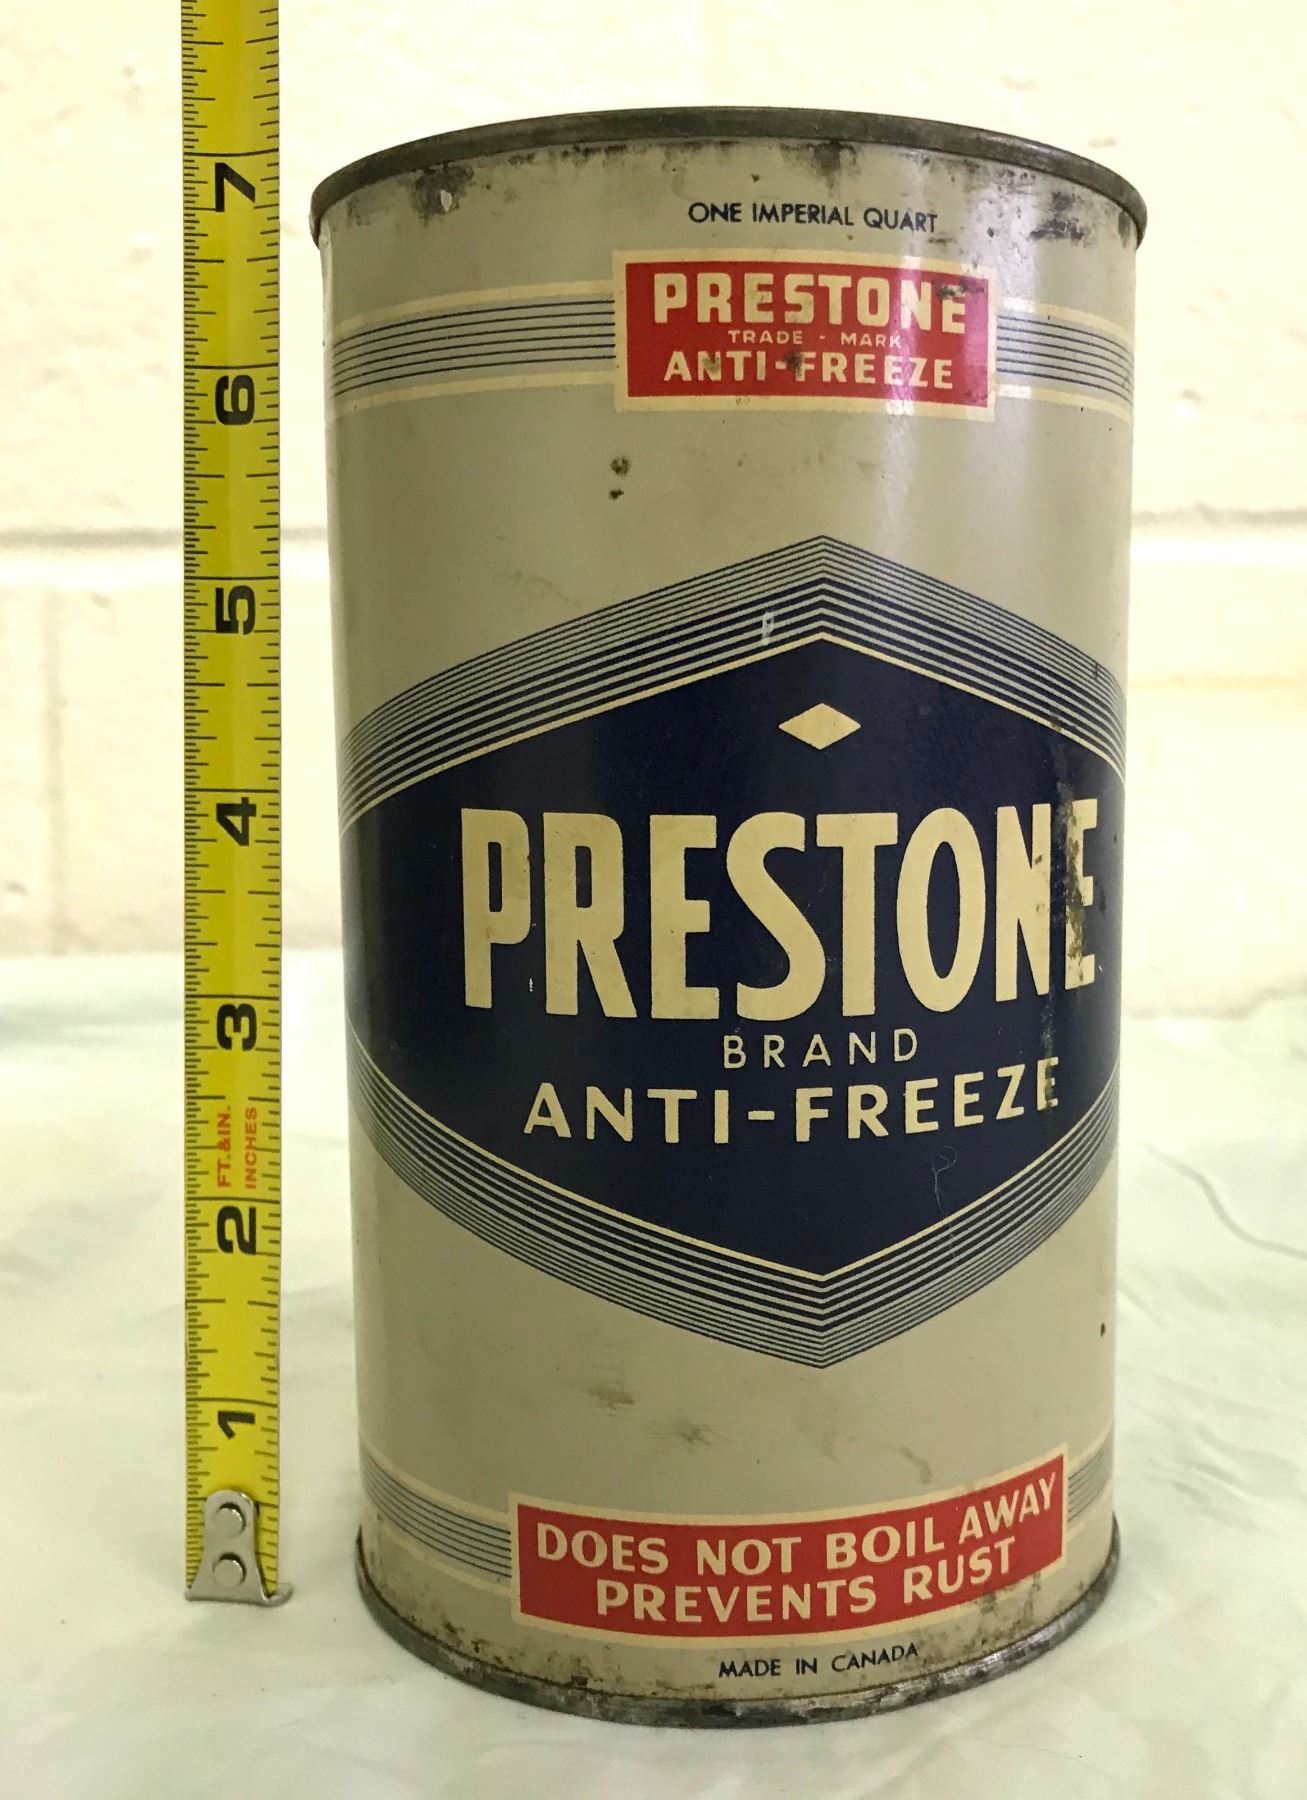 ONE IMPERIAL QUART
PRESTONE
TRADE - MARK
ANTI-FREEZE
PRESTONE
BRAND
ANTI-FREEZE
DOES NOT BOIL AWAY
PREVENTS RUST
MADE IN CANADA
7
6
5
4
3
FT.&IN.
INCHES
2
1